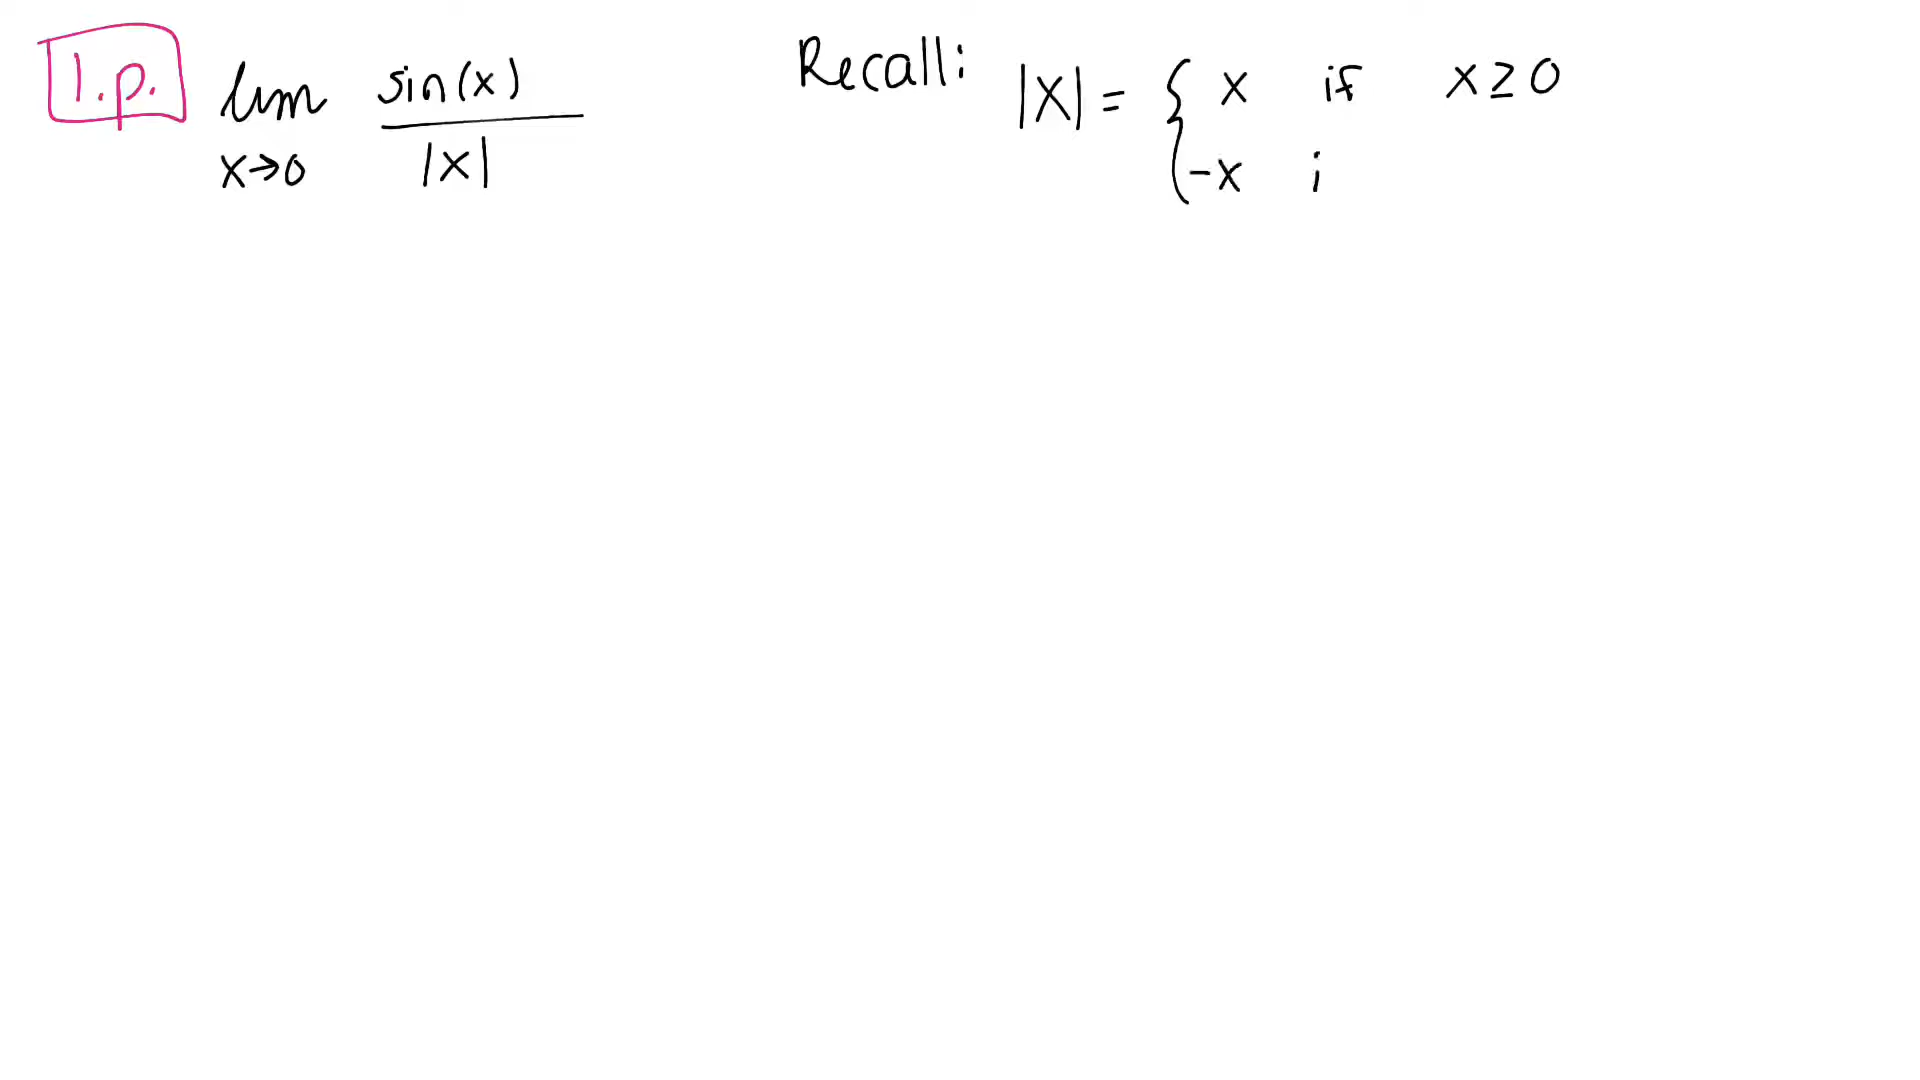 1.p. lim x→0 sin(x) / |x|
Recall: |x| = { x if x ≥ 0
-x i